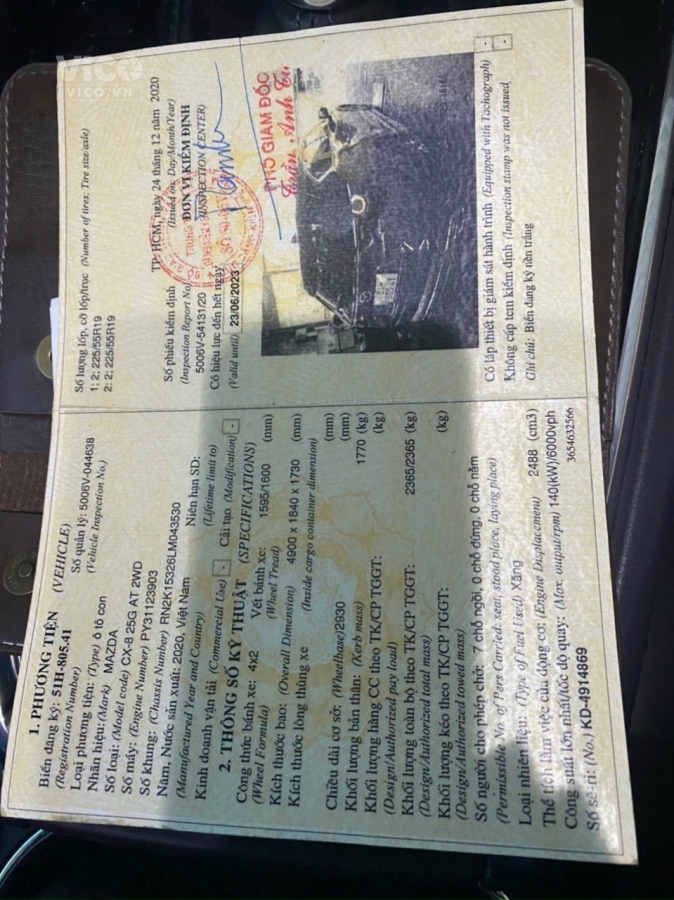 1. PHƯƠNG TIỆN (VEHICLE)
Biển đăng ký: 51H-805.41 Số quản lý: 5006V-044638
(Registration Number) (Vehicle Inspection No.)
Loại phương tiện: (Type) ô tô con
Nhãn hiệu: (Mark) MAZDA
Số loại: (Model code) CX-8 25G AT 2WD
Số máy: (Engine Number) PY31123903
Số khung: (Chassis Number) RN2K15326LM043530
Năm, Nước sản xuất: 2020, Việt Nam Niên hạn SD:
(Manufactured Year and Country) (Lifetime limit to)
Kinh doanh vận tải (Commercial Use) - Cải tạo (Modification) -
2. THÔNG SỐ KỸ THUẬT (SPECIFICATIONS)
Công thức bánh xe: 4x2 Vết bánh xe: 1595/1600 (mm)
(Wheel Formula) (Wheel Tread)
Kích thước bao: (Overall Dimension) 4900 x 1840 x 1730 (mm)
Kích thước lòng thùng xe (Inside cargo container dimension)
(mm)
Chiều dài cơ sở: (Wheelbase) 2930 (mm)
Khối lượng bản thân: (Kerb mass) 1770 (kg)
Khối lượng hàng CC theo TK/CP TGGT: (kg)
(Design/Authorized pay load)
Khối lượng toàn bộ theo TK/CP TGGT: 2365/2365 (kg)
(Design/Authorized total mass)
Khối lượng kéo theo TK/CP TGGT: (kg)
(Design/Authorized towed mass)
Số người cho phép chở: 7 chỗ ngồi, 0 chỗ đứng, 0 chỗ nằm
(Permissible No. of Pers Carried: seat, stood place, laying place)
Loại nhiên liệu: (Type of Fuel Used) Xăng
Thể tích làm việc của động cơ: (Engine Displacement) 2488 (cm3)
Công suất lớn nhất/tốc độ quay: (Max. output/rpm) 140(kW)/6000vph
Số sê-ri: (No.) KD-4914869 3654632566
Số lượng lốp, cỡ lốp/trục (Number of tires; Tire size/axle)
1: 2; 225/55R19
2: 2; 225/55R19
Số phiếu kiểm định
(Inspection Report No)
5006V-54131/20
Có hiệu lực đến hết ngày
(Valid until) 23/06/2023
TP. HCM, ngày 24 tháng 12 năm 2020
(Issued on: Day/Month/Year)
ĐƠN VỊ KIỂM ĐỊNH
(INSPECTION CENTER)
PHÓ GIÁM ĐỐC
Trần Anh Tú
Có lắp thiết bị giám sát hành trình (Equipped with Tachograph) -
Không cấp tem kiểm định (Inspection stamp was not issued) -
Ghi chú: Biển đăng ký nền trắng
VICO
VICO.VN